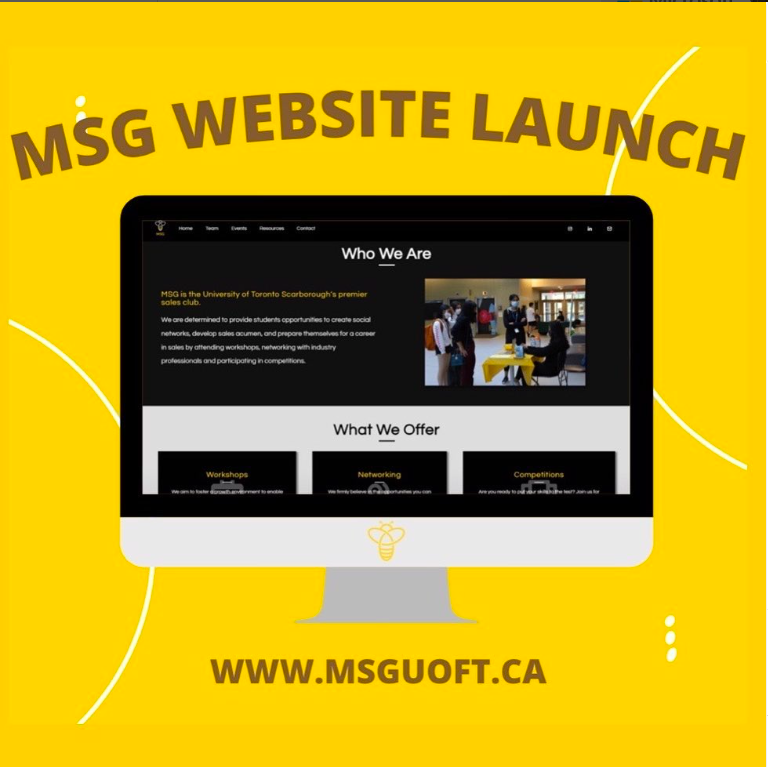 MSG WEBSITE LAUNCH
MSG
Home Team Events Resources Contact
Who We Are
MSG is the University of Toronto Scarborough's premier
sales club.
We are determined to provide students opportunities to create social
networks, develop sales acumen, and prepare themselves for a career
in sales by attending workshops, networking with industry
professionals and participating in competitions.
What We Offer
Workshops
We aim to foster a growth environment to enable
Networking
We firmly believe in the opportunities you can
Competitions
Are you ready to put your skills to the test? Join us for
WWW.MSGUOFT.CA